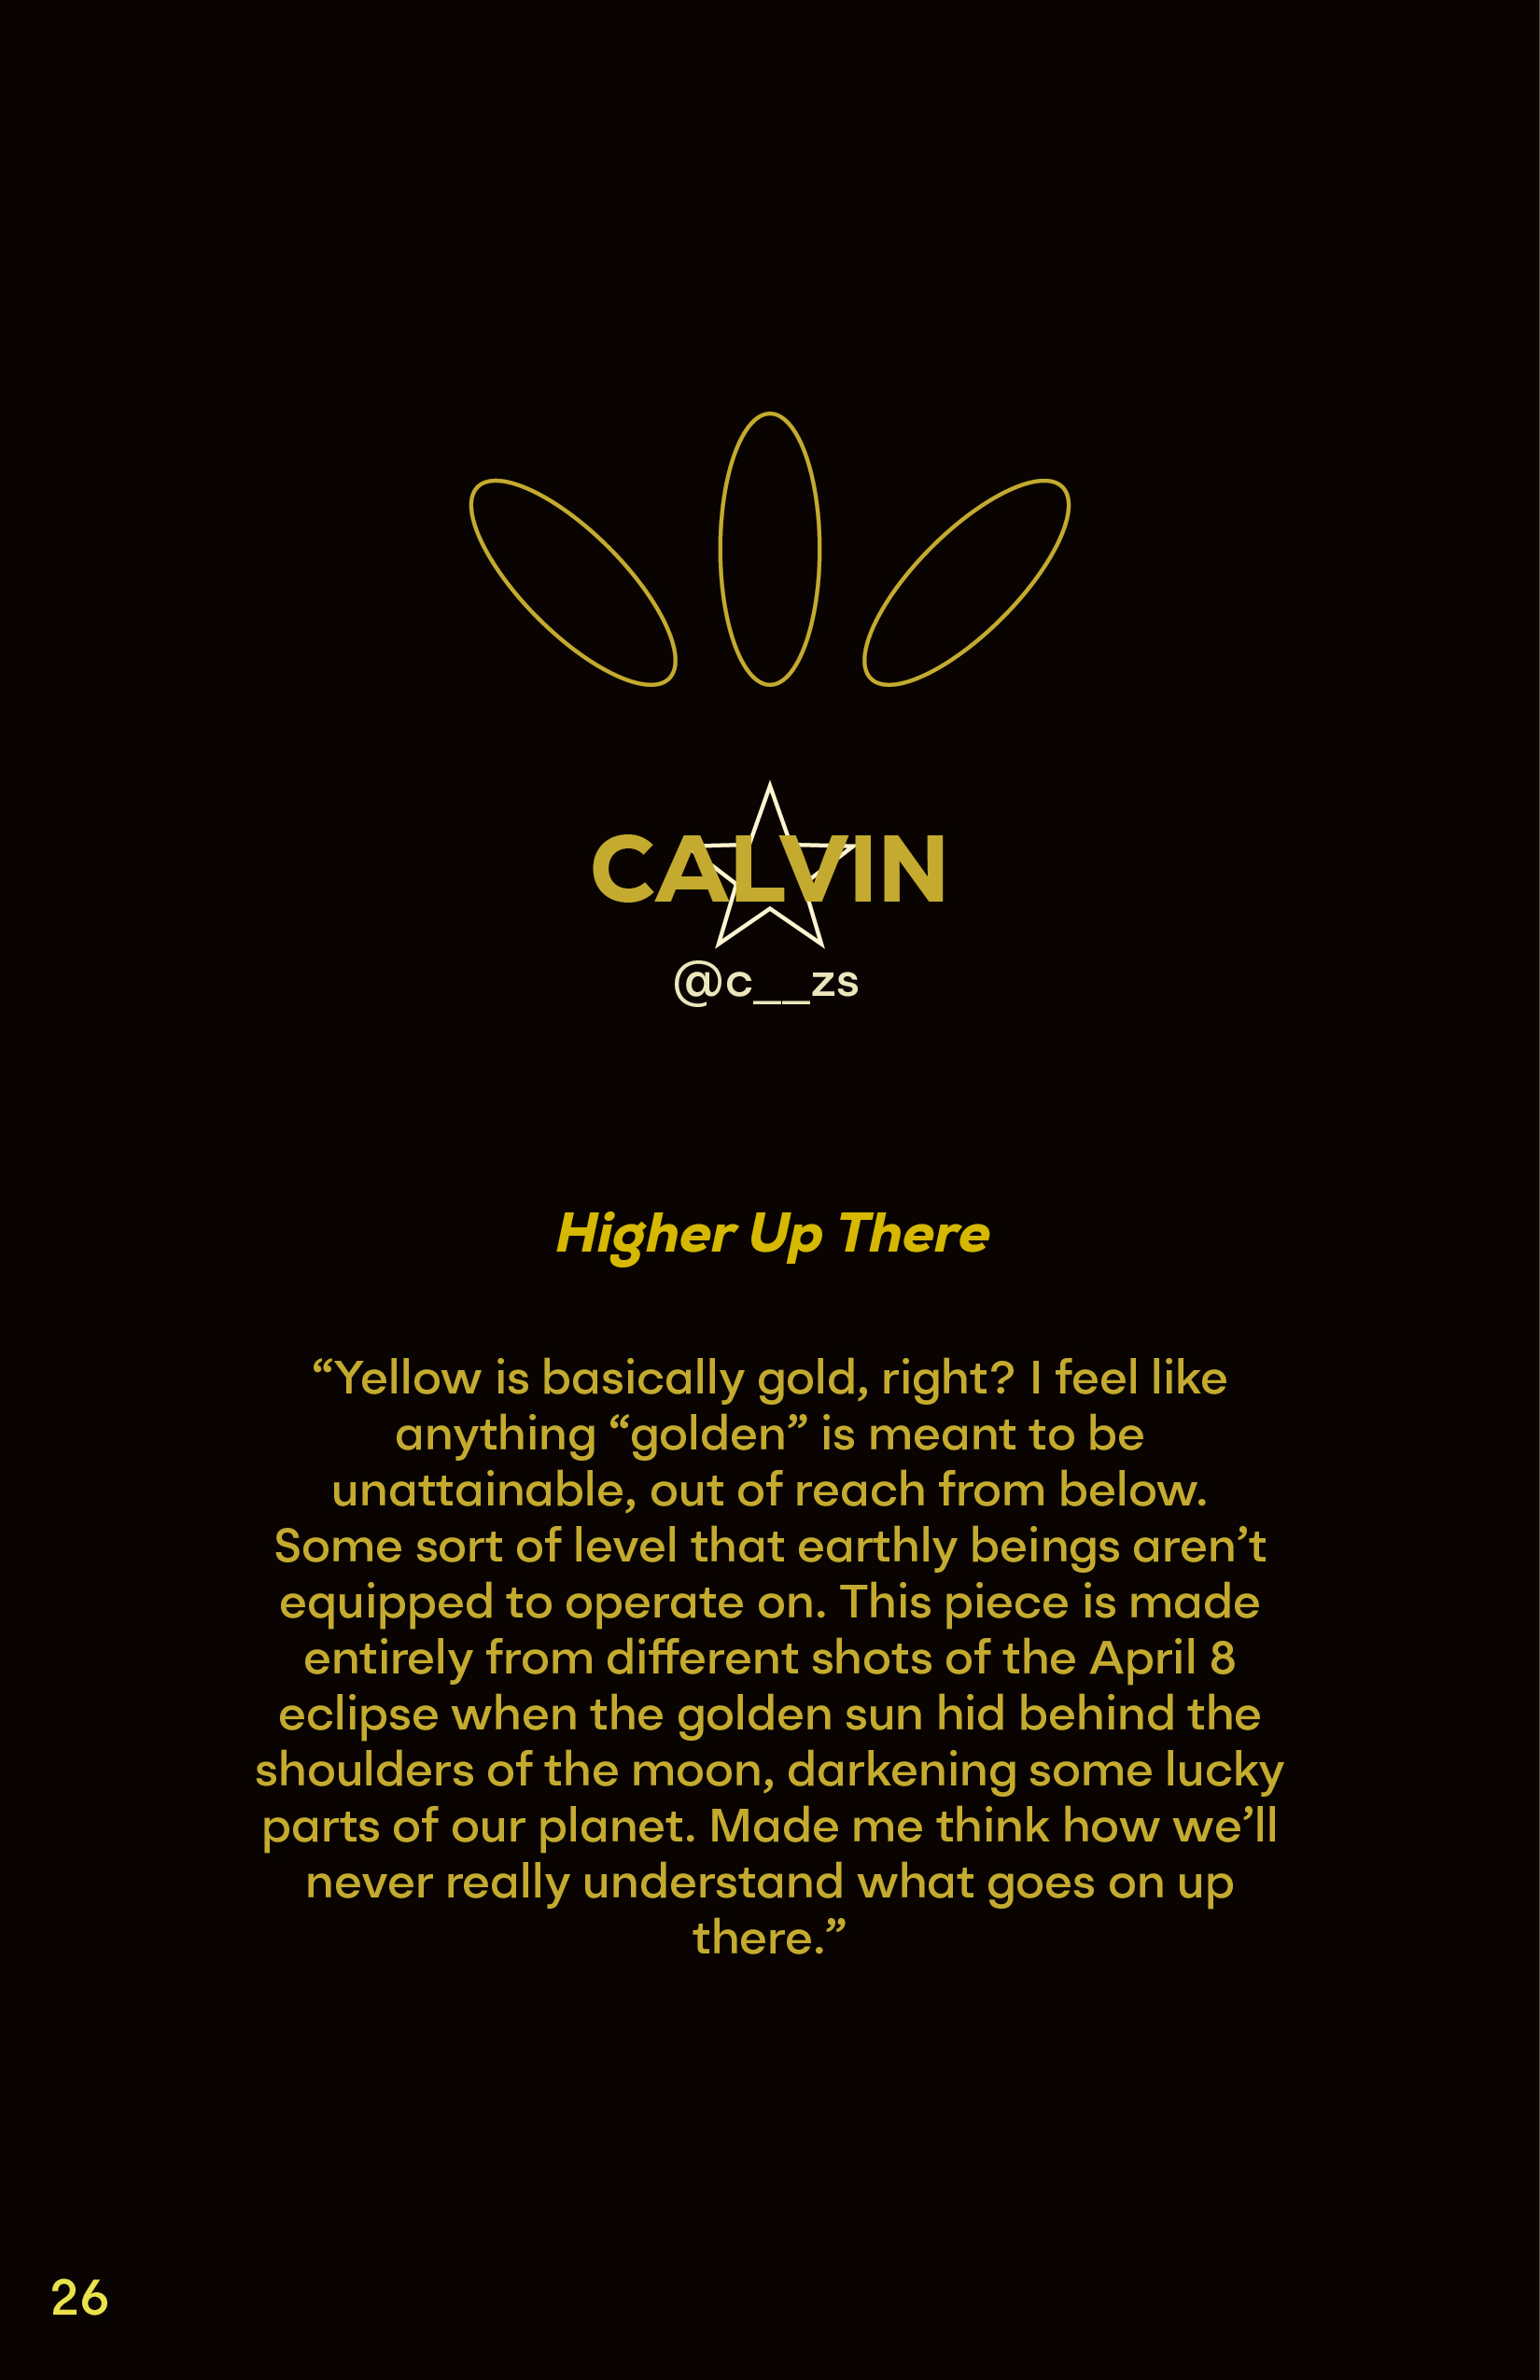 CALVIN
@c__zs
Higher Up There
“Yellow is basically gold, right? I feel like
anything “golden” is meant to be
unattainable, out of reach from below.
Some sort of level that earthly beings aren’t
equipped to operate on. This piece is made
entirely from different shots of the April 8
eclipse when the golden sun hid behind the
shoulders of the moon, darkening some lucky
parts of our planet. Made me think how we’ll
never really understand what goes on up
there.”
26